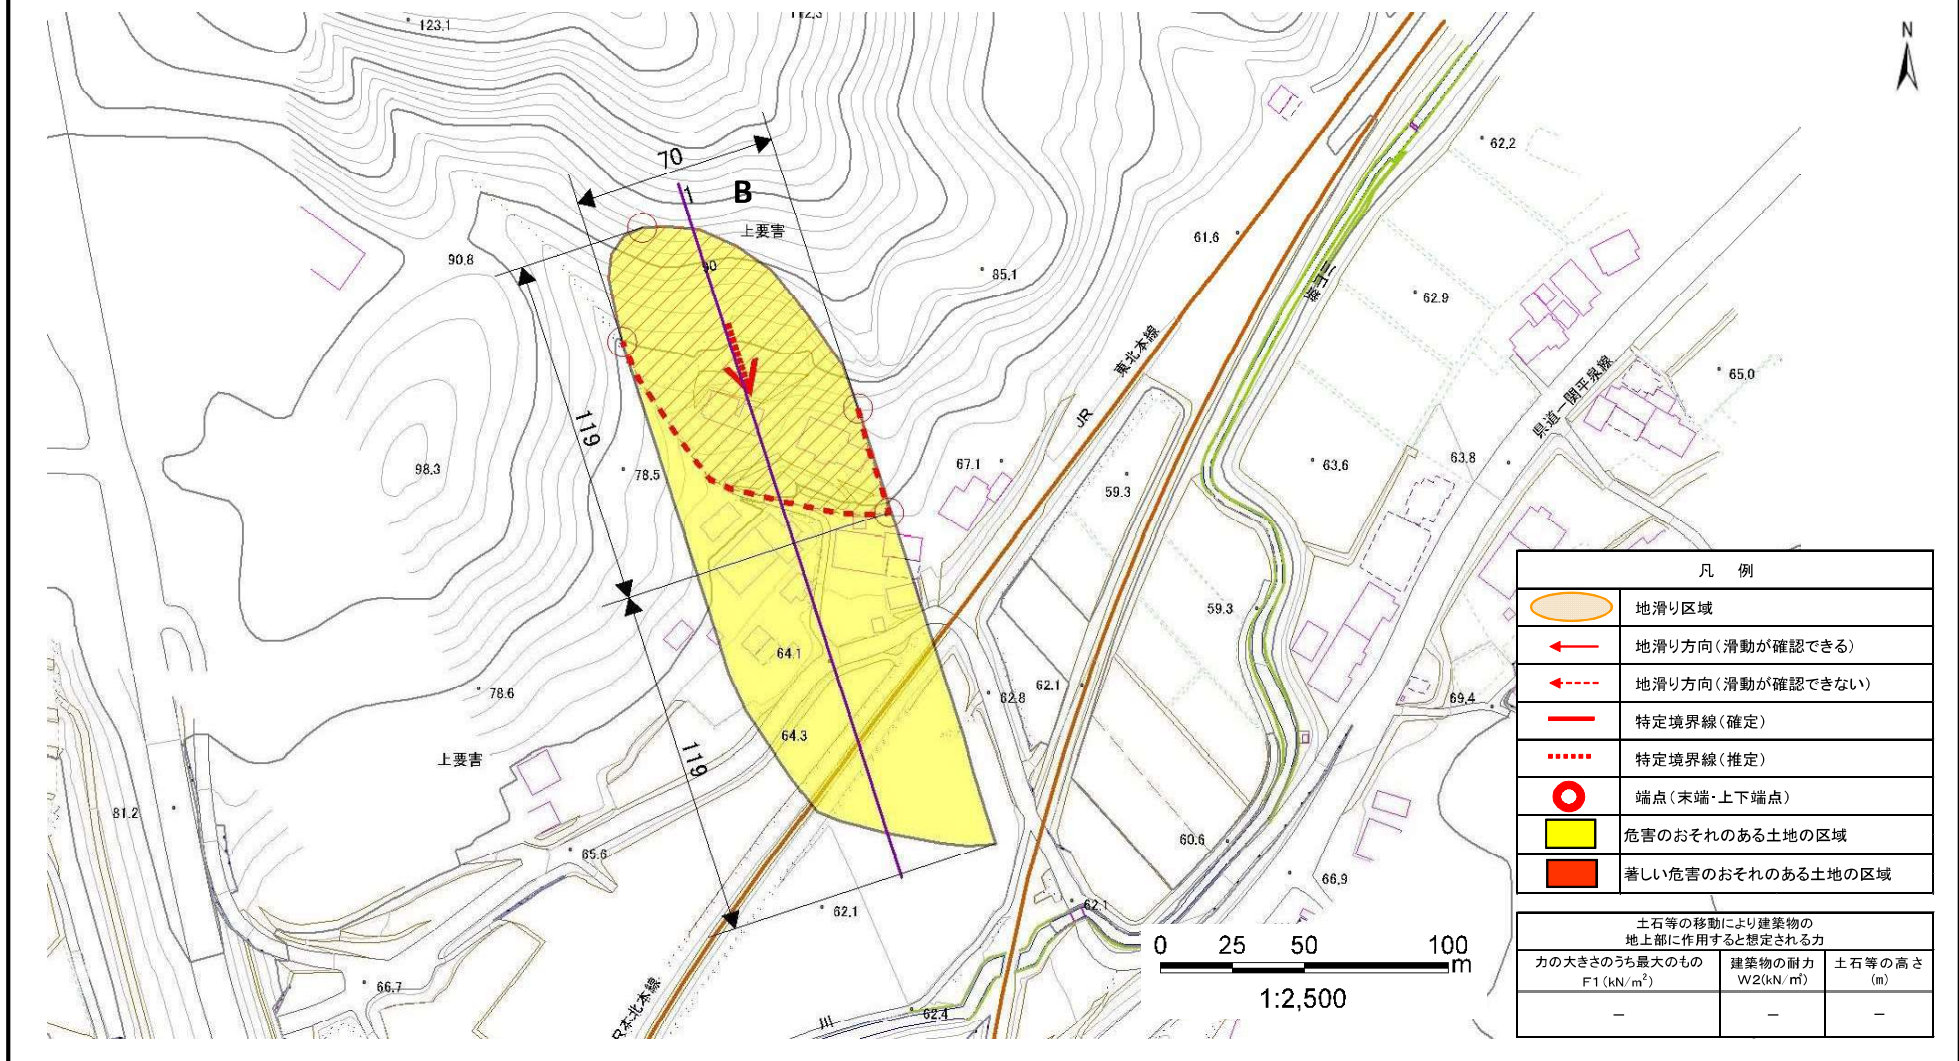 123.1
112.3
N
70
1
B
上要害
62.2
61.6
90.8
90
85.1
62.9
東北本線
県道一関平泉線
65.0
119
98.3
78.5
67.1
JR
59.3
63.6
63.8
59.3
64.1
78.6
62.8
62.1
69.4
64.3
119
上要害
81.2
65.6
60.6
66.9
62.1
62.1
66.7
R本北本線
川
62.4
0 25 50 100
m
1:2,500
凡 例
地滑り区域
地滑り方向(滑動が確認できる)
地滑り方向(滑動が確認できない)
特定境界線(確定)
特定境界線(推定)
端点(末端・上下端点)
危害のおそれのある土地の区域
著しい危害のおそれのある土地の区域
土石等の移動により建築物の
地上部に作用すると想定される力
力の大きさのうち最大のもの
F1(kN/m²)
建築物の耐力
W2(kN/㎡)
土石等の高さ
(m)
－ － －